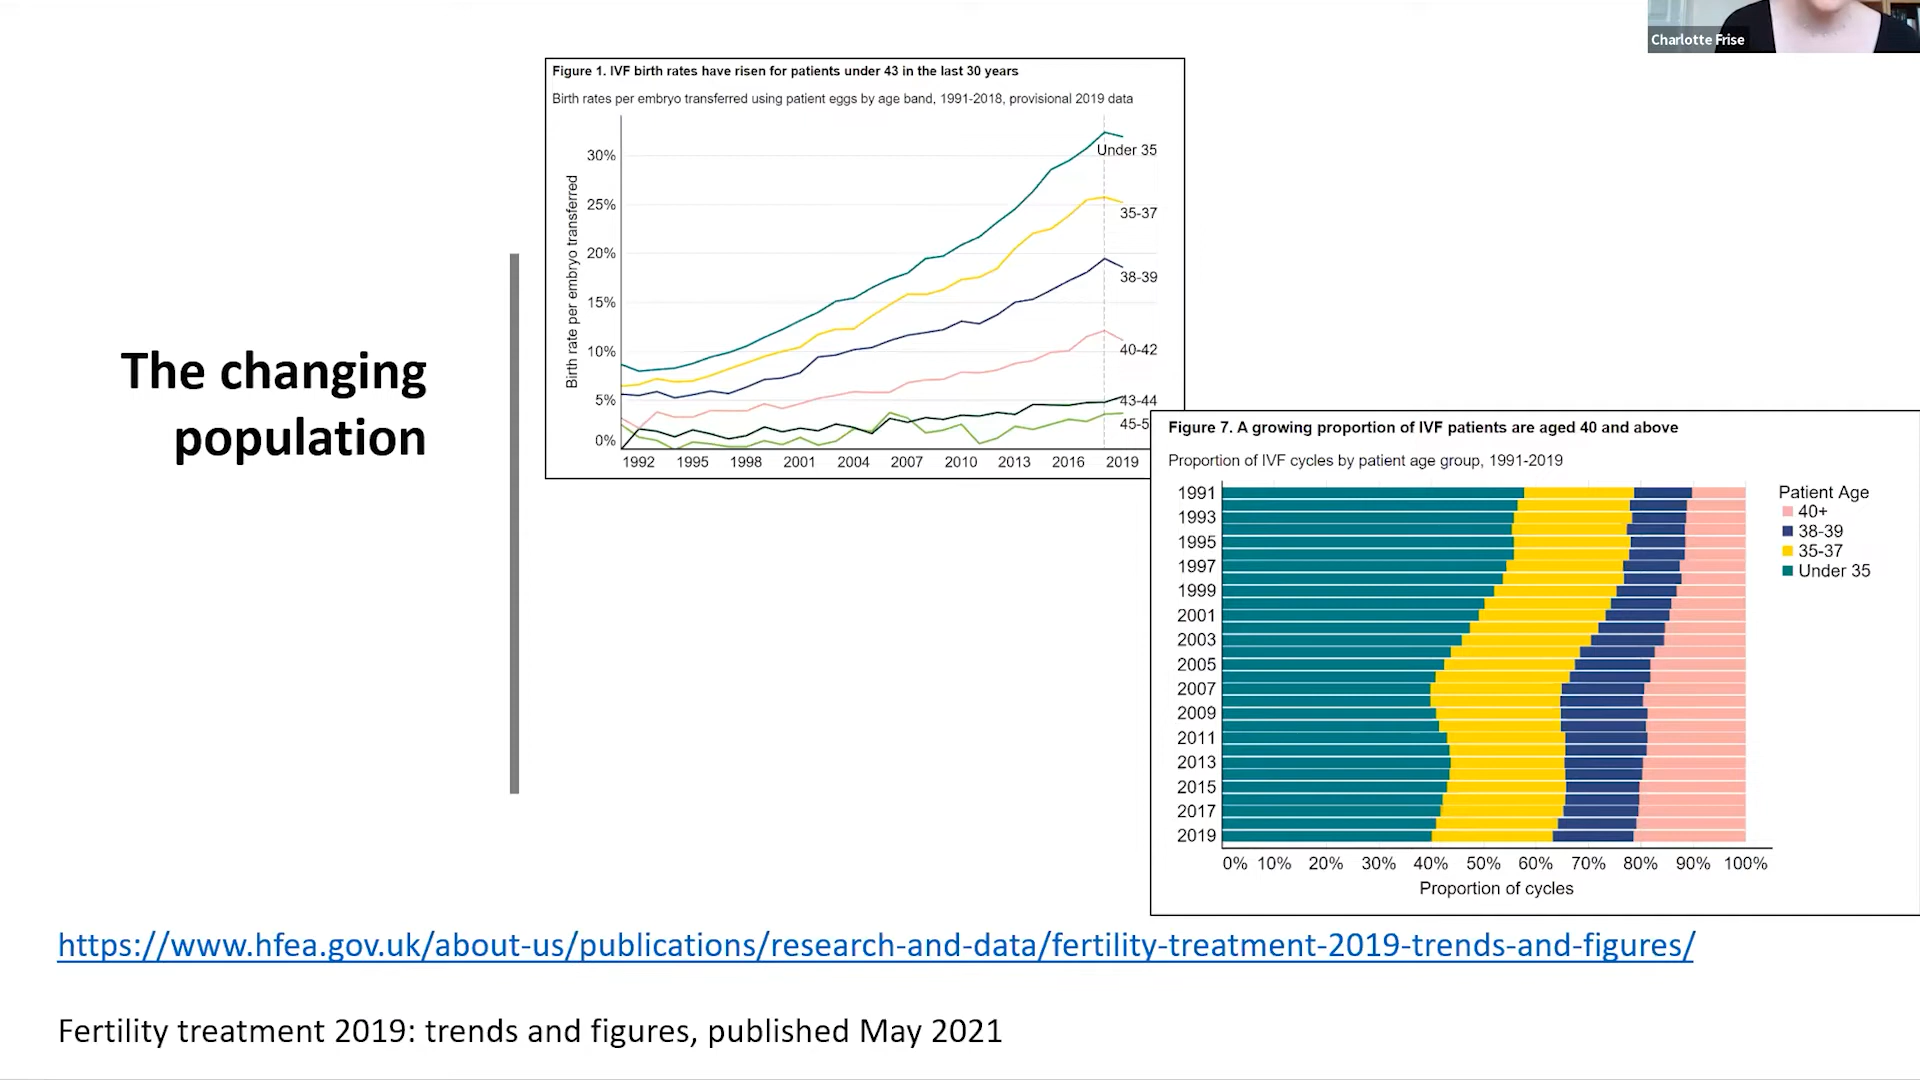 Charlotte Frise
The changing
population
Figure 1. IVF birth rates have risen for patients under 43 in the last 30 years
Birth rates per embryo transferred using patient eggs by age band, 1991-2018, provisional 2019 data
Birth rate per embryo transferred
30%
25%
20%
15%
10%
5%
0%
Under 35
35-37
38-39
40-42
43-44
45-5
1992 1995 1998 2001 2004 2007 2010 2013 2016 2019
Figure 7. A growing proportion of IVF patients are aged 40 and above
Proportion of IVF cycles by patient age group, 1991-2019
1991
1993
1995
1997
1999
2001
2003
2005
2007
2009
2011
2013
2015
2017
2019
0% 10% 20% 30% 40% 50% 60% 70% 80% 90% 100%
Proportion of cycles
Patient Age
40+
38-39
35-37
Under 35
https://www.hfea.gov.uk/about-us/publications/research-and-data/fertility-treatment-2019-trends-and-figures/
Fertility treatment 2019: trends and figures, published May 2021